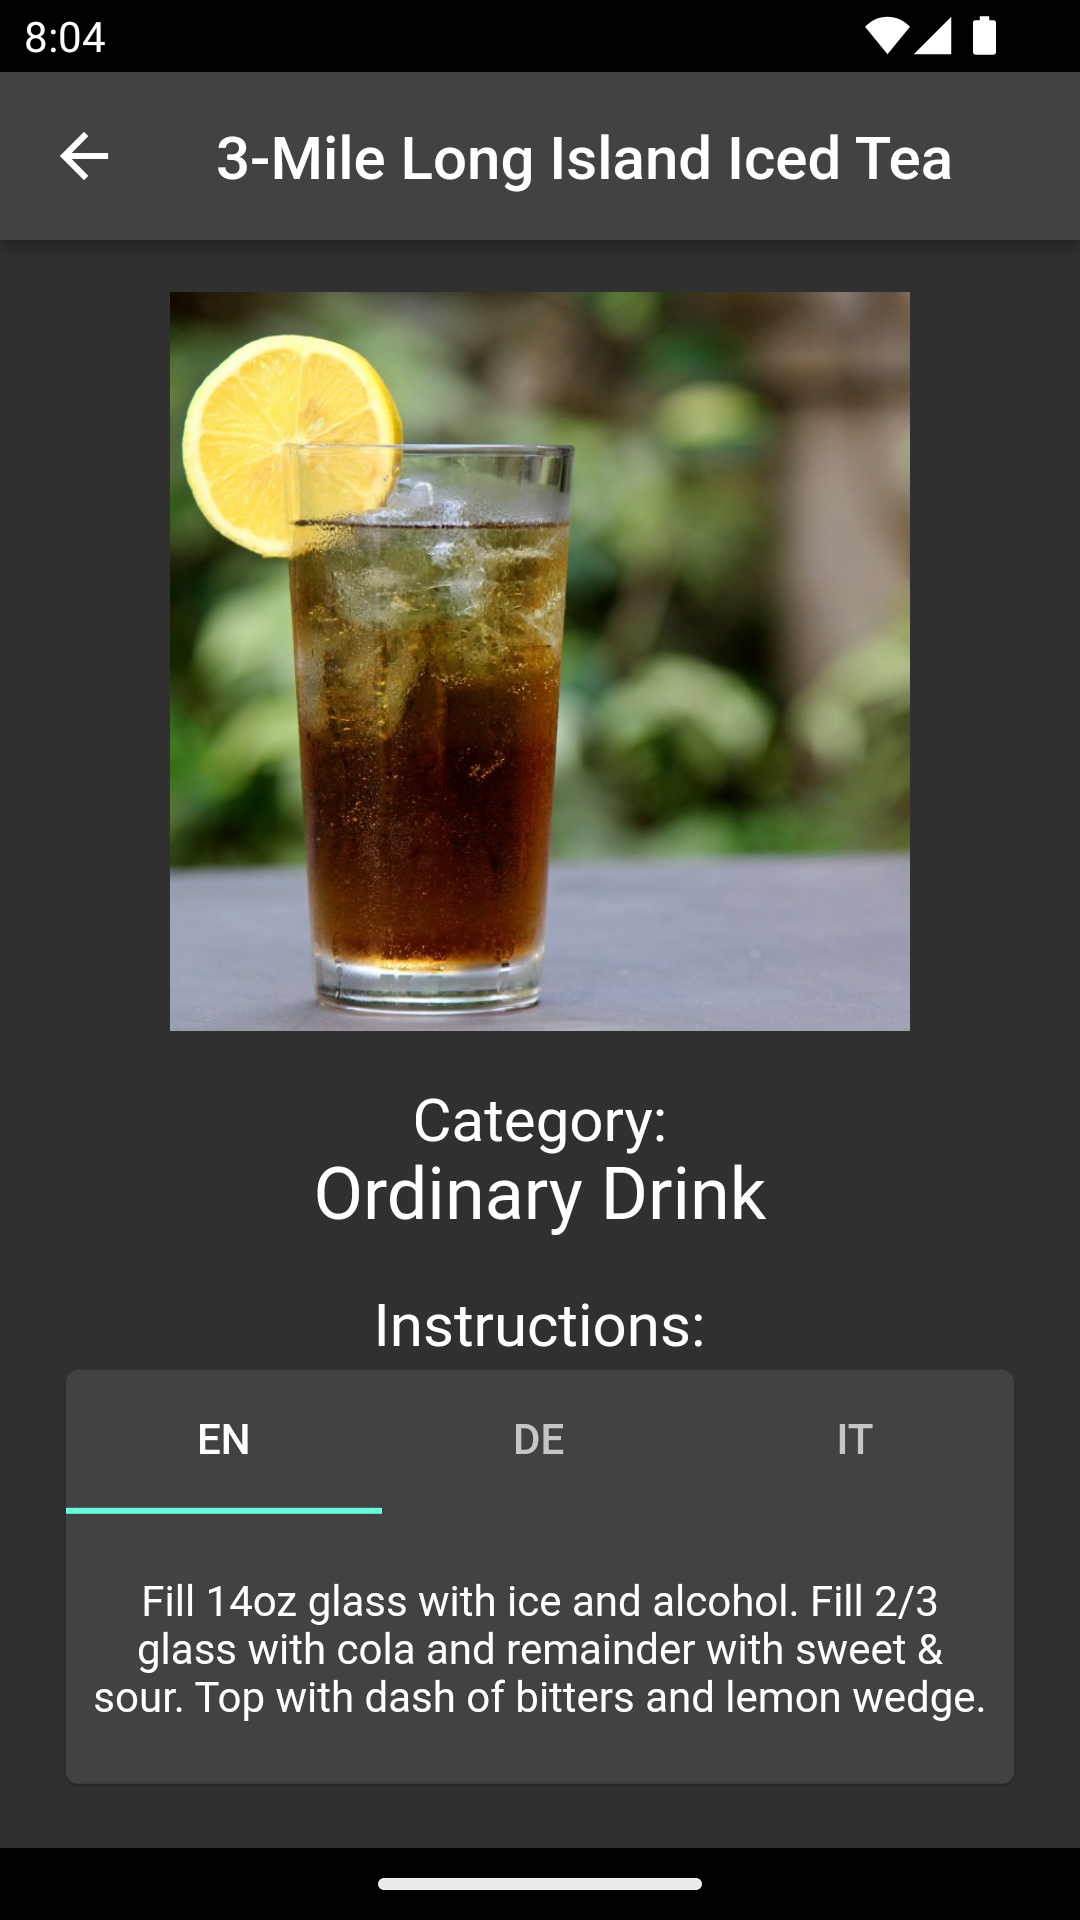 8:04
3-Mile Long Island Iced Tea
Category:
Ordinary Drink
Instructions:
EN DE IT
Fill 14oz glass with ice and alcohol. Fill 2/3
glass with cola and remainder with sweet &
sour. Top with dash of bitters and lemon wedge.